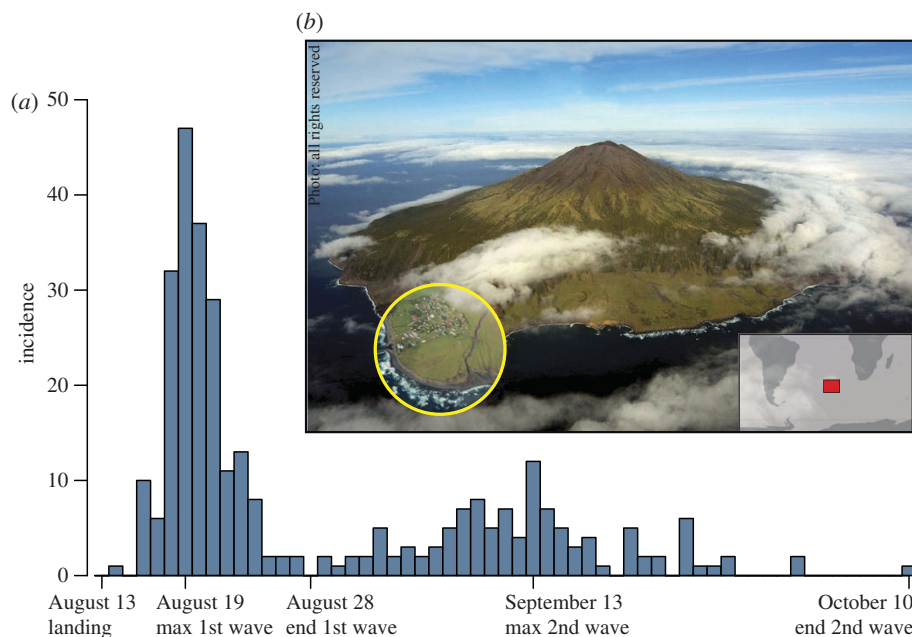 (b)
Photo: all rights reserved
(a)
50
40
30
20
10
0
incidence
August 13
landing
August 19
max 1st wave
August 28
end 1st wave
September 13
max 2nd wave
October 10
end 2nd wave